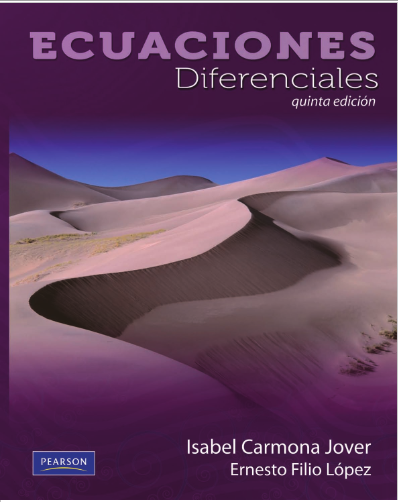 ECUACIONES
Diferenciales
quinta edición
Isabel Carmona Jover
Ernesto Filio López
PEARSON